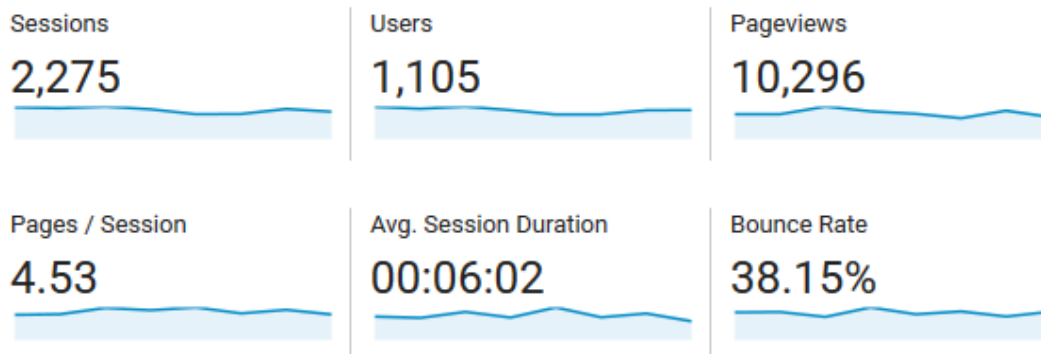 Sessions
2,275
Users
1,105
Pageviews
10,296
Pages / Session
4.53
Avg. Session Duration
00:06:02
Bounce Rate
38.15%